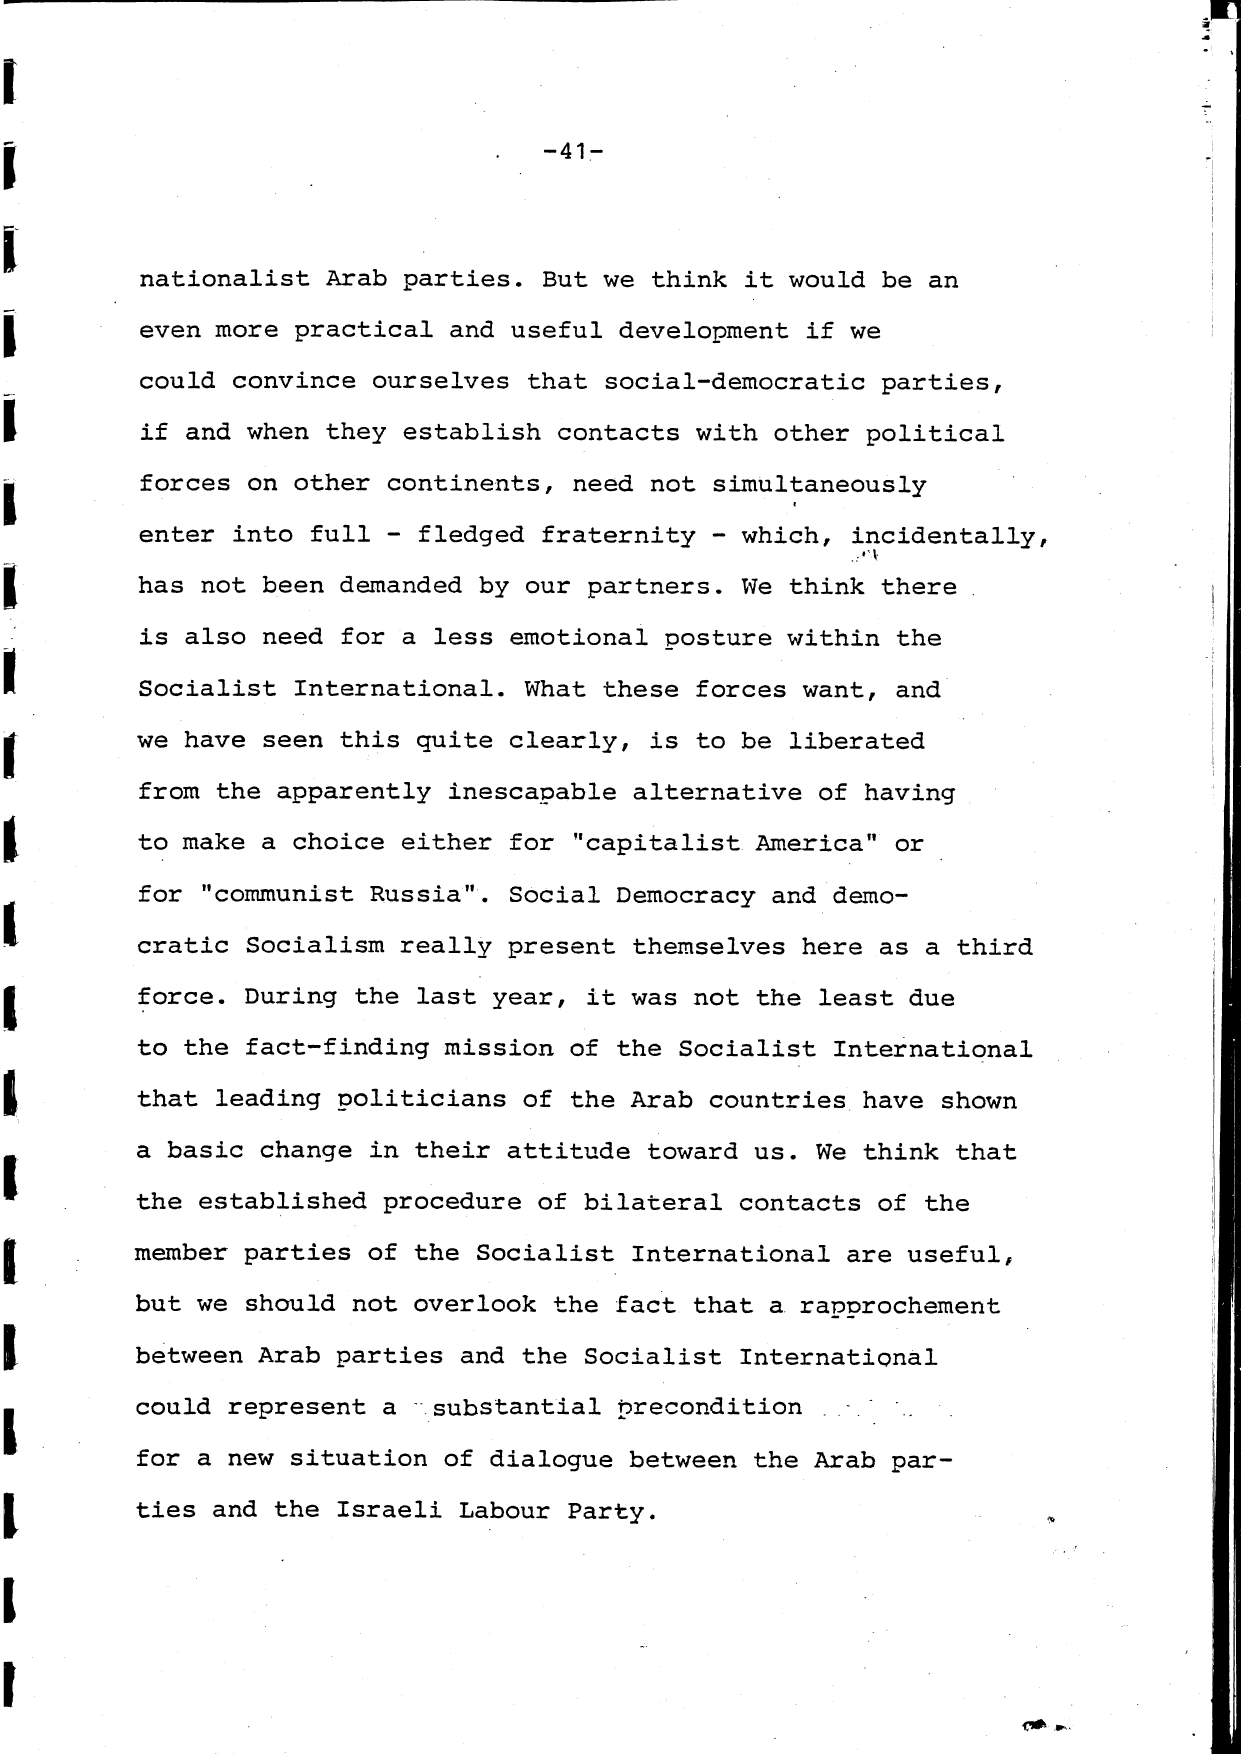 -41-
nationalist Arab parties. But we think it would be an
even more practical and useful development if we
could convince ourselves that social-democratic parties,
if and when they establish contacts with other political
forces on other continents, need not simultaneously
enter into full - fledged fraternity - which, incidentally,
has not been demanded by our partners. We think there
is also need for a less emotional posture within the
Socialist International. What these forces want, and
we have seen this quite clearly, is to be liberated
from the apparently inescapable alternative of having
to make a choice either for "capitalist America" or
for "communist Russia". Social Democracy and demo-
cratic Socialism really present themselves here as a third
force. During the last year, it was not the least due
to the fact-finding mission of the Socialist International
that leading politicians of the Arab countries have shown
a basic change in their attitude toward us. We think that
the established procedure of bilateral contacts of the
member parties of the Socialist International are useful,
but we should not overlook the fact that a rapprochement
between Arab parties and the Socialist International
could represent a substantial precondition
for a new situation of dialogue between the Arab par-
ties and the Israeli Labour Party.